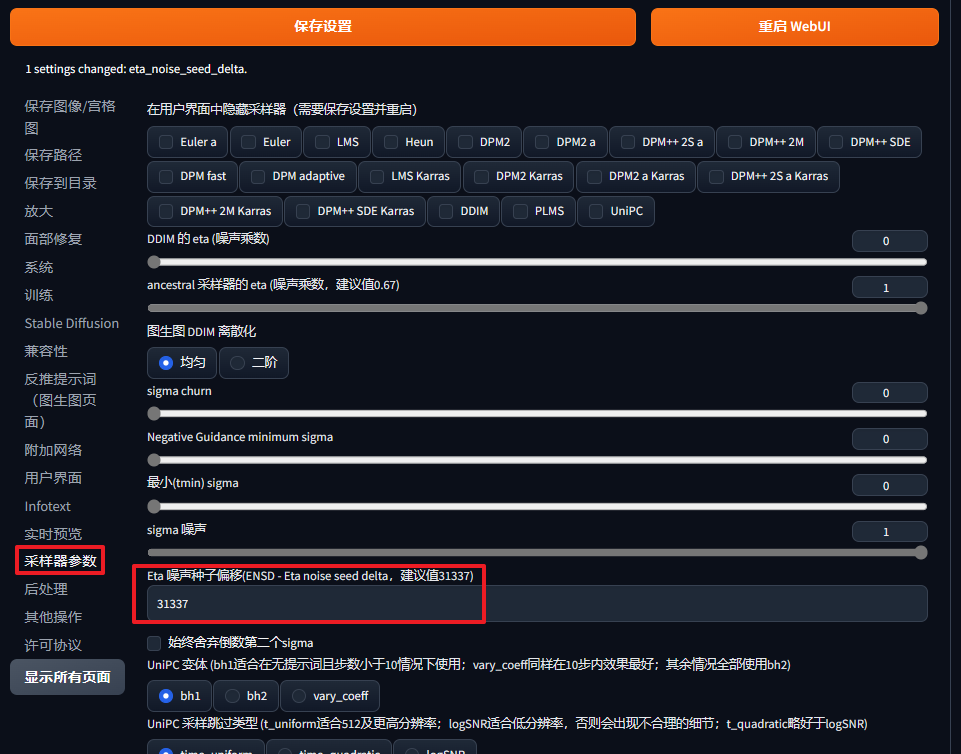 保存设置
重启 WebUI
1 settings changed: eta_noise_seed_delta.
保存图像/宫格
图
保存路径
保存到目录
放大
面部修复
系统
训练
Stable Diffusion
兼容性
反推提示词
（图生图页
面）
附加网络
用户界面
Infotext
实时预览
采样器参数
后处理
其他操作
许可协议
显示所有页面
在用户界面中隐藏采样器（需要保存设置并重启）
Euler a Euler LMS Heun DPM2 DPM2 a DPM++ 2S a DPM++ 2M DPM++ SDE
DPM fast DPM adaptive LMS Karras DPM2 Karras DPM2 a Karras DPM++ 2S a Karras
DPM++ 2M Karras DPM++ SDE Karras DDIM PLMS UniPC
DDIM 的 eta (噪声乘数)
0
ancestral 采样器的 eta (噪声乘数，建议值0.67)
1
图生图 DDIM 离散化
均匀 二阶
sigma churn
0
Negative Guidance minimum sigma
0
最小(tmin) sigma
0
sigma 噪声
1
Eta 噪声种子偏移(ENSD - Eta noise seed delta，建议值31337)
31337
始终舍弃倒数第二个sigma
UniPC 变体 (bh1适合在无提示词且步数小于10情况下使用；vary_coeff同样在10步内效果最好；其余情况全部使用bh2)
bh1 bh2 vary_coeff
UniPC 采样跳过类型 (t_uniform适合512及更高分辨率；logSNR适合低分辨率，否则会出现不合理的细节；t_quadratic略好于logSNR)
time_uniform time_quadratic logSNR